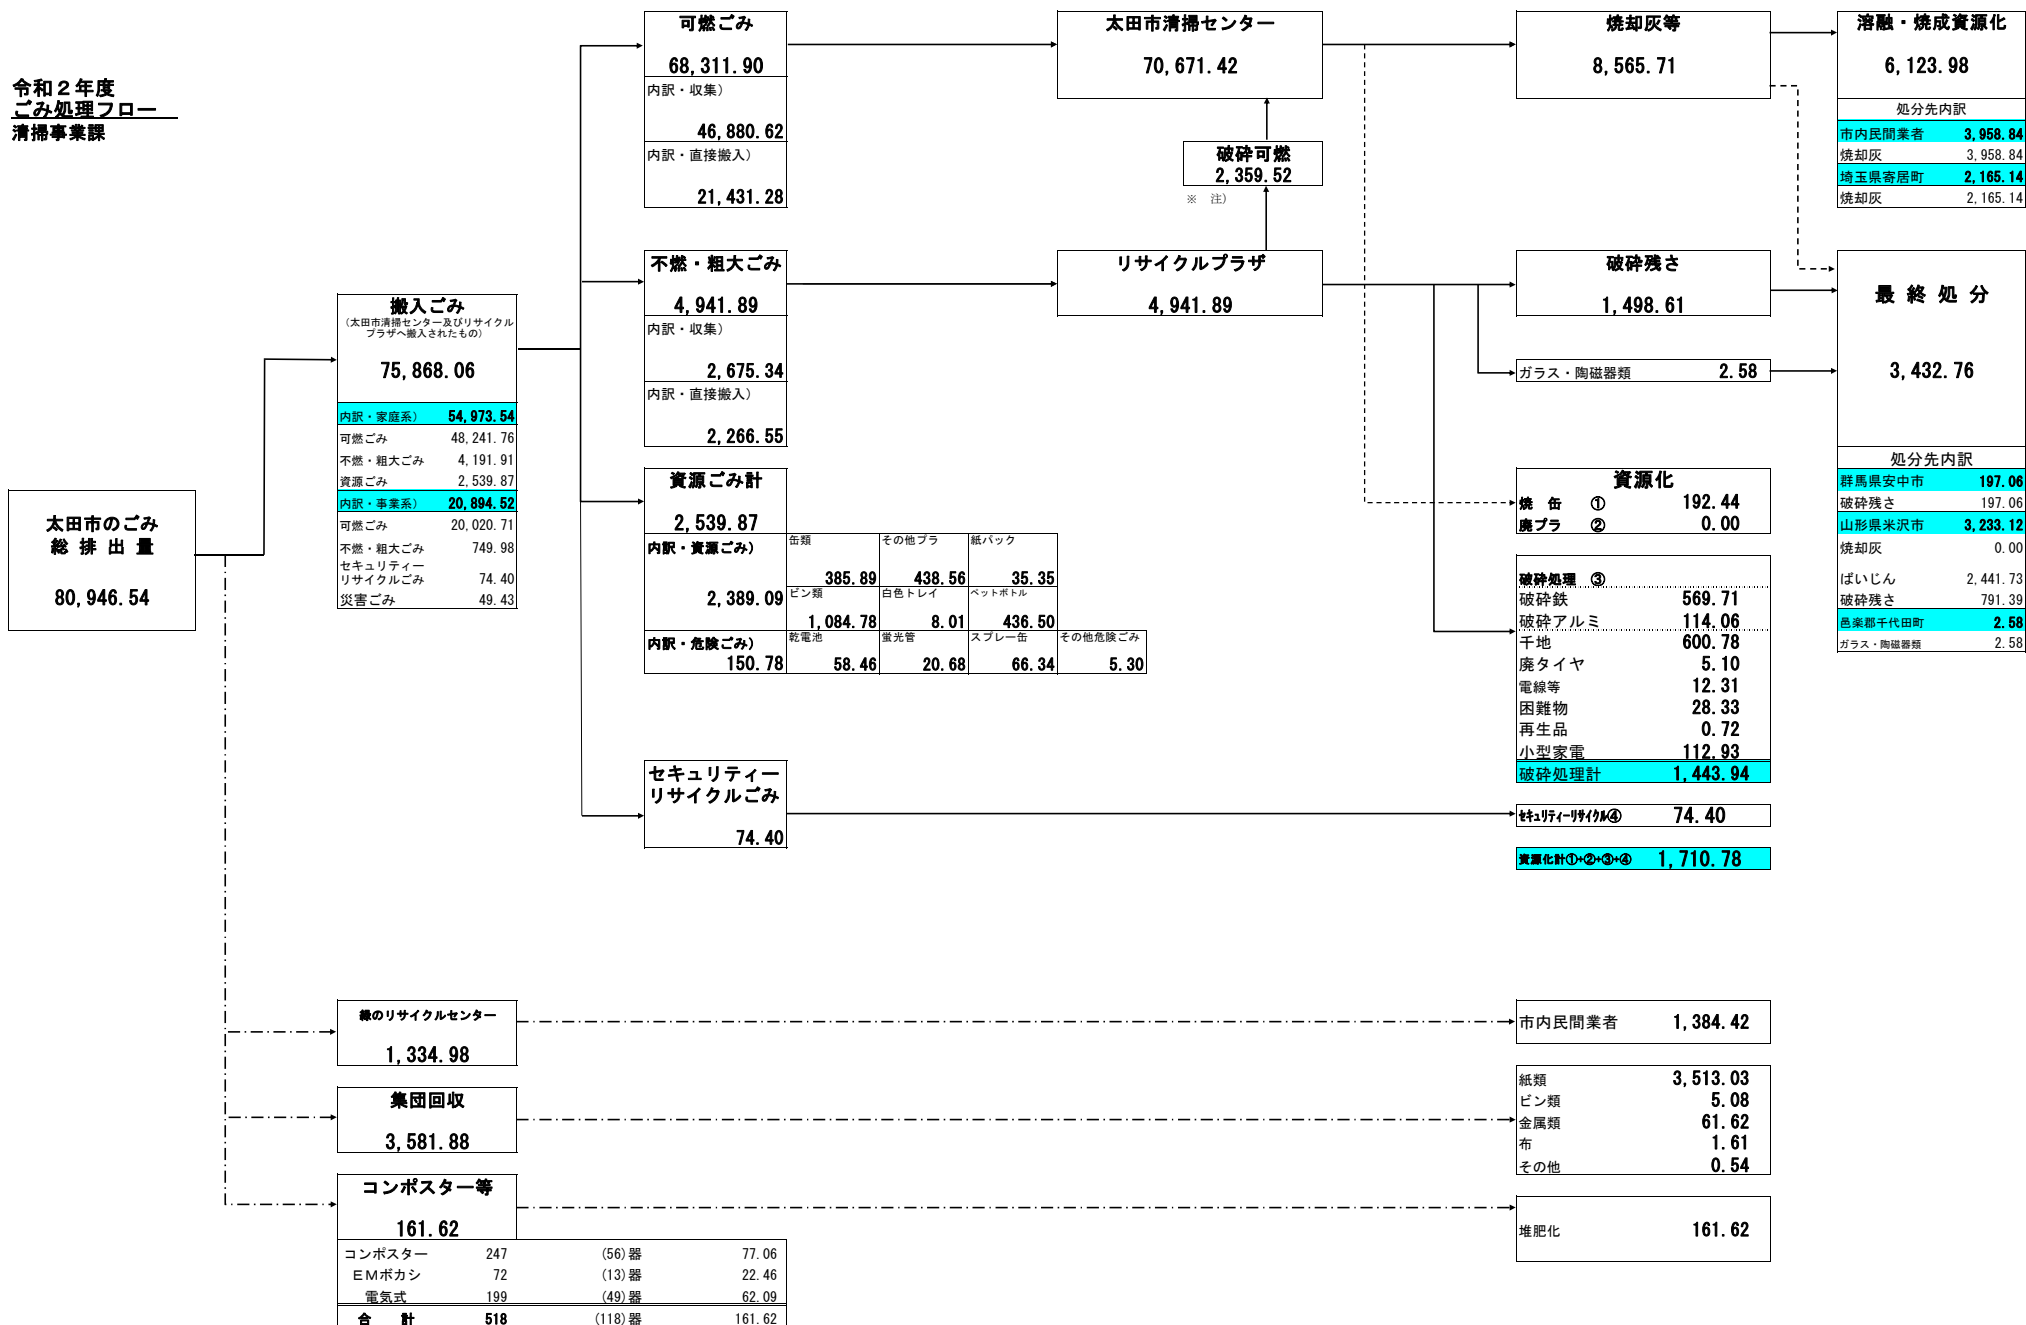 令和２年度
ごみ処理フロー
清掃事業課
太田市のごみ
総 排 出 量
80,946.54
搬入ごみ
（太田市清掃センター及びリサイクル
プラザへ搬入されたもの）
75,868.06
内訳・家庭系） 54,973.54
可燃ごみ 48,241.76
不燃・粗大ごみ 4,191.91
資源ごみ 2,539.87
内訳・事業系） 20,894.52
可燃ごみ 20,020.71
不燃・粗大ごみ 749.98
セキュリティー
リサイクルごみ 74.40
災害ごみ 49.43
可燃ごみ
68,311.90
内訳・収集）
46,880.62
内訳・直接搬入）
21,431.28
不燃・粗大ごみ
4,941.89
内訳・収集）
2,675.34
内訳・直接搬入）
2,266.55
資源ごみ計
2,539.87
内訳・資源ごみ）
2,389.09
缶類 その他プラ 紙パック
385.89 438.56 35.35
ビン類 白色トレイ ペットボトル
1,084.78 8.01 436.50
内訳・危険ごみ）
150.78
乾電池 蛍光管 スプレー缶 その他危険ごみ
58.46 20.68 66.34 5.30
セキュリティー
リサイクルごみ
74.40
太田市清掃センター
70,671.42
破砕可燃
2,359.52
※ 注）
リサイクルプラザ
4,941.89
焼却灰等
8,565.71
破砕残さ
1,498.61
ガラス・陶磁器類 2.58
資源化
焼 缶 ① 192.44
廃プラ ② 0.00
破砕処理 ③
破砕鉄 569.71
破砕アルミ 114.06
千地 600.78
廃タイヤ 5.10
電線等 12.31
困難物 28.33
再生品 0.72
小型家電 112.93
破砕処理計 1,443.94
ｾｷｭﾘﾃｨｰﾘｻｲｸﾙ④ 74.40
資源化計①+②+③+④ 1,710.78
溶融・焼成資源化
6,123.98
処分先内訳
市内民間業者 3,958.84
焼却灰 3,958.84
埼玉県寄居町 2,165.14
焼却灰 2,165.14
最 終 処 分
3,432.76
処分先内訳
群馬県安中市 197.06
破砕残さ 197.06
山形県米沢市 3,233.12
焼却灰 0.00
ばいじん 2,441.73
破砕残さ 791.39
邑楽郡千代田町 2.58
ガラス・陶磁器類 2.58
緑のリサイクルセンター
1,334.98
市内民間業者 1,384.42
集団回収
3,581.88
紙類 3,513.03
ビン類 5.08
金属類 61.62
布 1.61
その他 0.54
コンポスター等
161.62
堆肥化 161.62
コンポスター 247 (56)器 77.06
ＥＭボカシ 72 (13)器 22.46
電気式 199 (49)器 62.09
合 計 518 (118)器 161.62